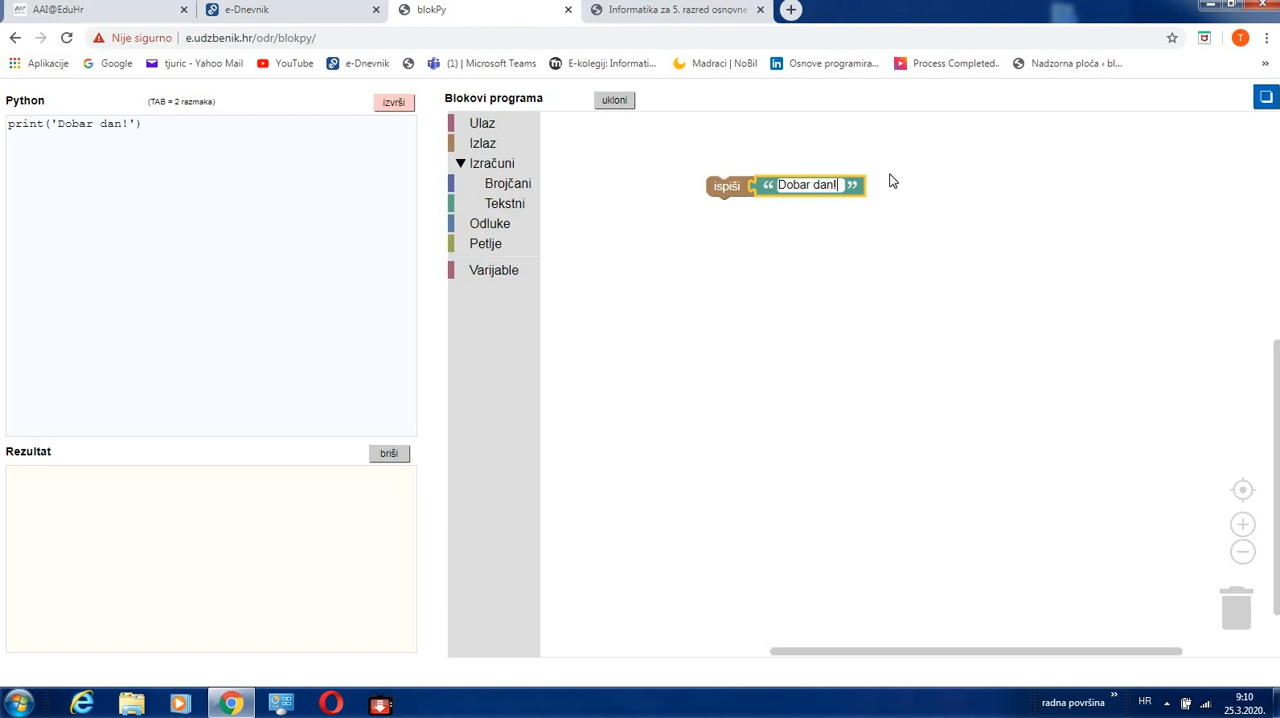 AAI@EduHr
e-Dnevnik
blokPy
Informatika za 5. razred osnovne
Nije sigurno
e.udzbenik.hr/odr/blokpy/
Aplikacije
Google
tjuric - Yahoo Mail
YouTube
e-Dnevnik
(1) | Microsoft Teams
E-kolegij: Informati...
Madraci | NoBil
Osnove programira...
Process Completed..
Nadzorna ploča ‹ bl...
»
Python
(TAB = 2 razmaka)
izvrši
Blokovi programa
ukloni
print('Dobar dan!')
Ulaz
Izlaz
Izračuni
Brojčani
Tekstni
Odluke
Petlje
Varijable
ispiši “ Dobar dan! ”
Rezultat
briši
radna površina
»
HR
9:10
25.3.2020.